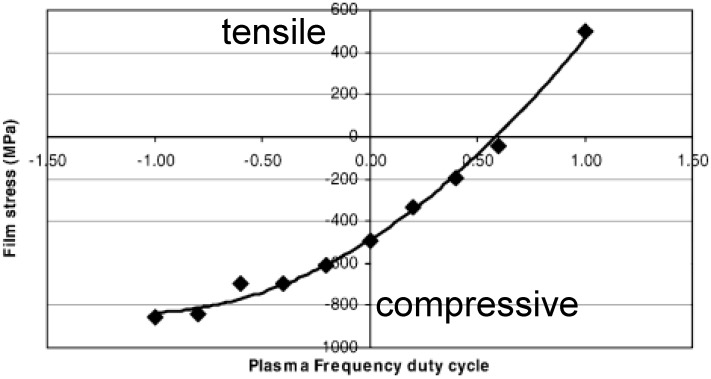 600
tensile
400
200
0
-1.50 -1.00 -0.50 0.00 0.50 1.00 1.50
-200
-400
-600
-800
compressive
1000
Film stress (MPa)
Plasma Frequency duty cycle